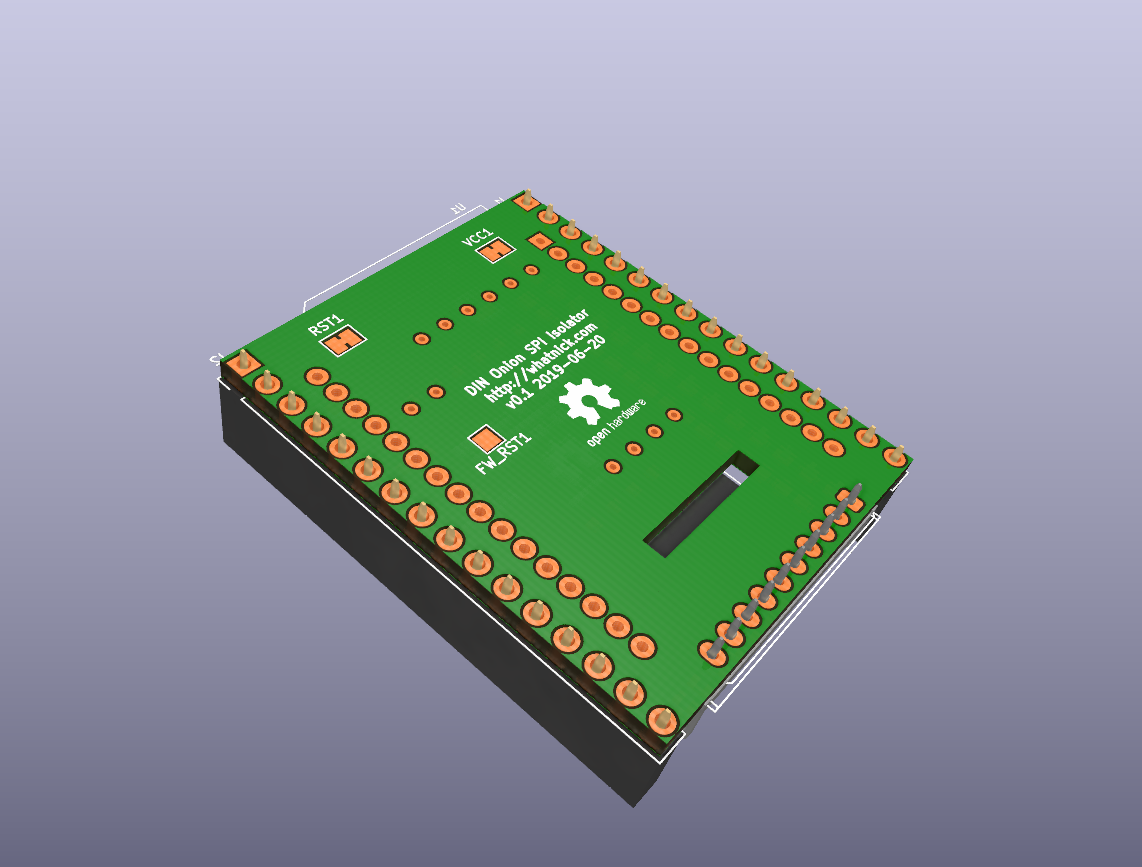 VCC1
RST1
DIN Onion SPI Isolator
http://whatnick.com
v0.1 2019-06-20
open hardware
FW_RST1